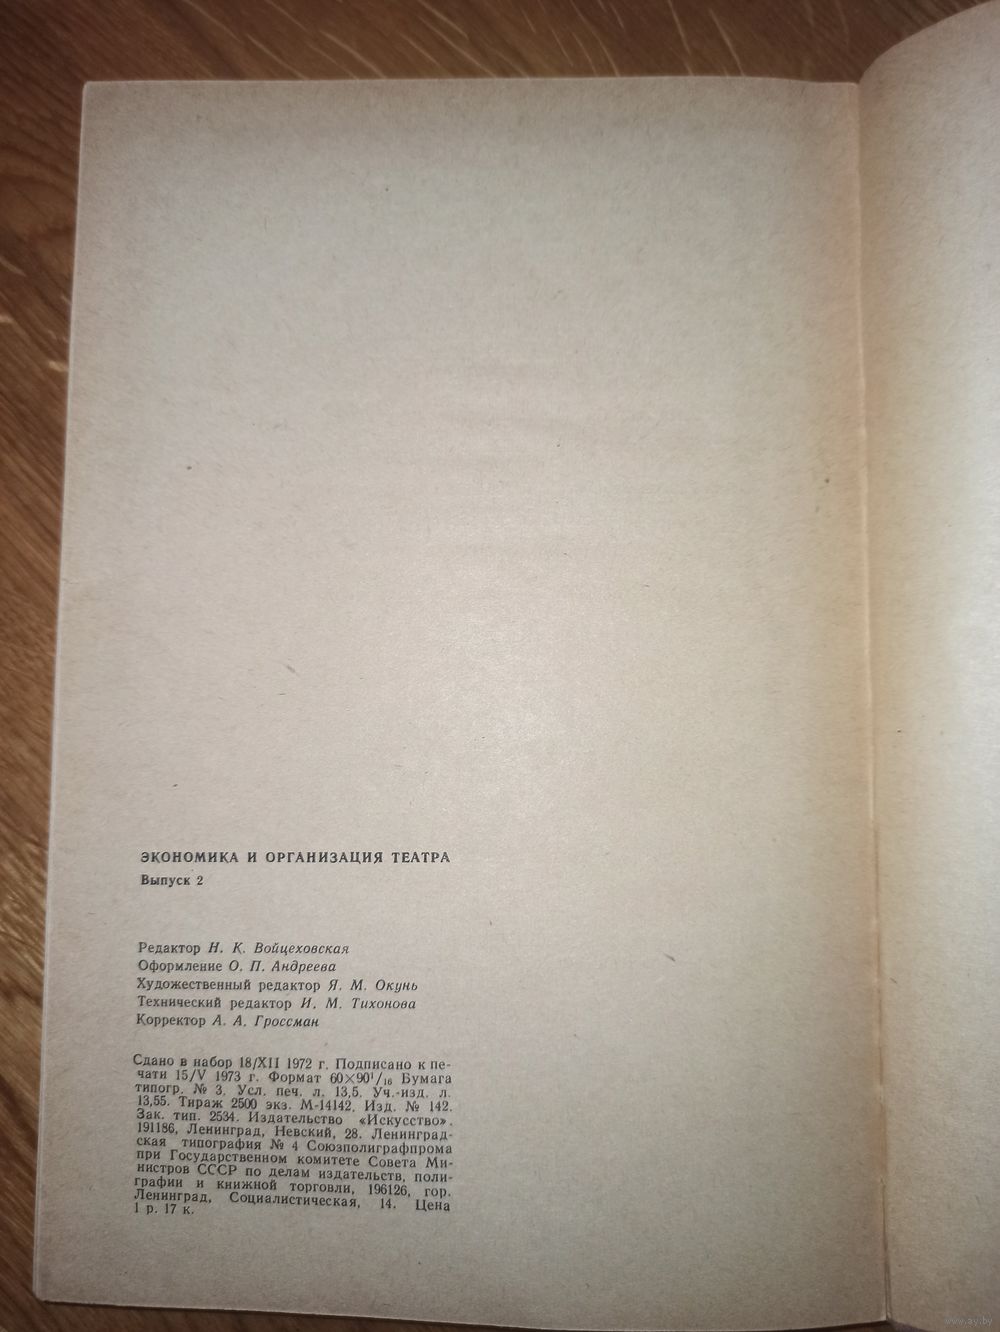 ЭКОНОМИКА И ОРГАНИЗАЦИЯ ТЕАТРА
Выпуск 2
Редактор Н. К. Войцеховская
Оформление О. П. Андреева
Художественный редактор Я. М. Окунь
Технический редактор И. М. Тихонова
Корректор А. А. Гроссман
Сдано в набор 18/XII 1972 г. Подписано к пе-
чати 15/V 1973 г. Формат 60×90¹/₁₆ Бумага
типогр. № 3. Усл. печ. л. 13,5. Уч.-изд. л.
13,55. Тираж 2500 экз. М-14142. Изд. № 142.
Зак. тип. 2534. Издательство «Искусство».
191186, Ленинград, Невский, 28. Ленинград-
ская типография № 4 Союзполиграфпрома
при Государственном комитете Совета Ми-
нистров СССР по делам издательств, поли-
графии и книжной торговли, 196126, гор.
Ленинград, Социалистическая, 14. Цена
1 р. 17 к.
www.ay.by